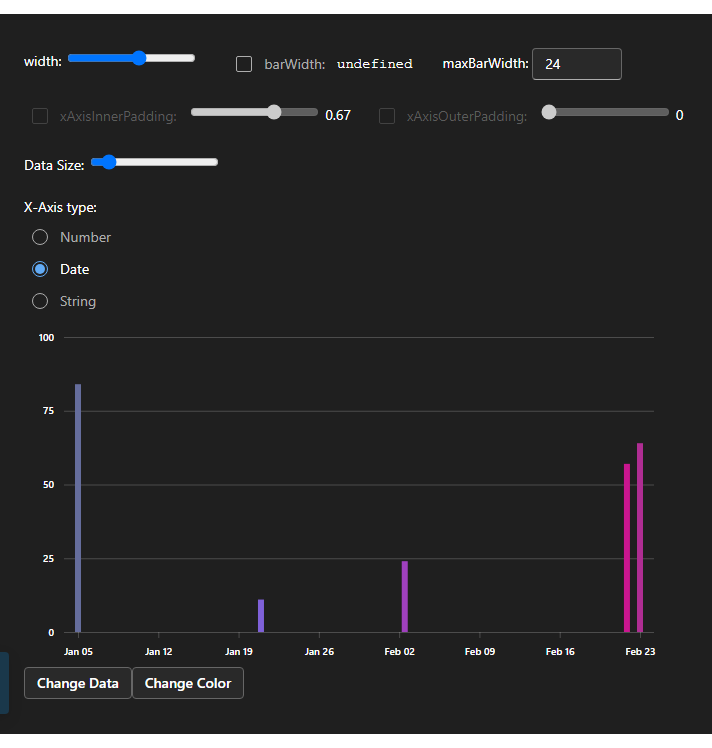 width: barWidth: undefined maxBarWidth: 24
xAxisInnerPadding: 0.67 xAxisOuterPadding: 0
Data Size:
X-Axis type:
Number
Date
String
100
75
50
25
0
Jan 05 Jan 12 Jan 19 Jan 26 Feb 02 Feb 09 Feb 16 Feb 23
Change Data Change Color